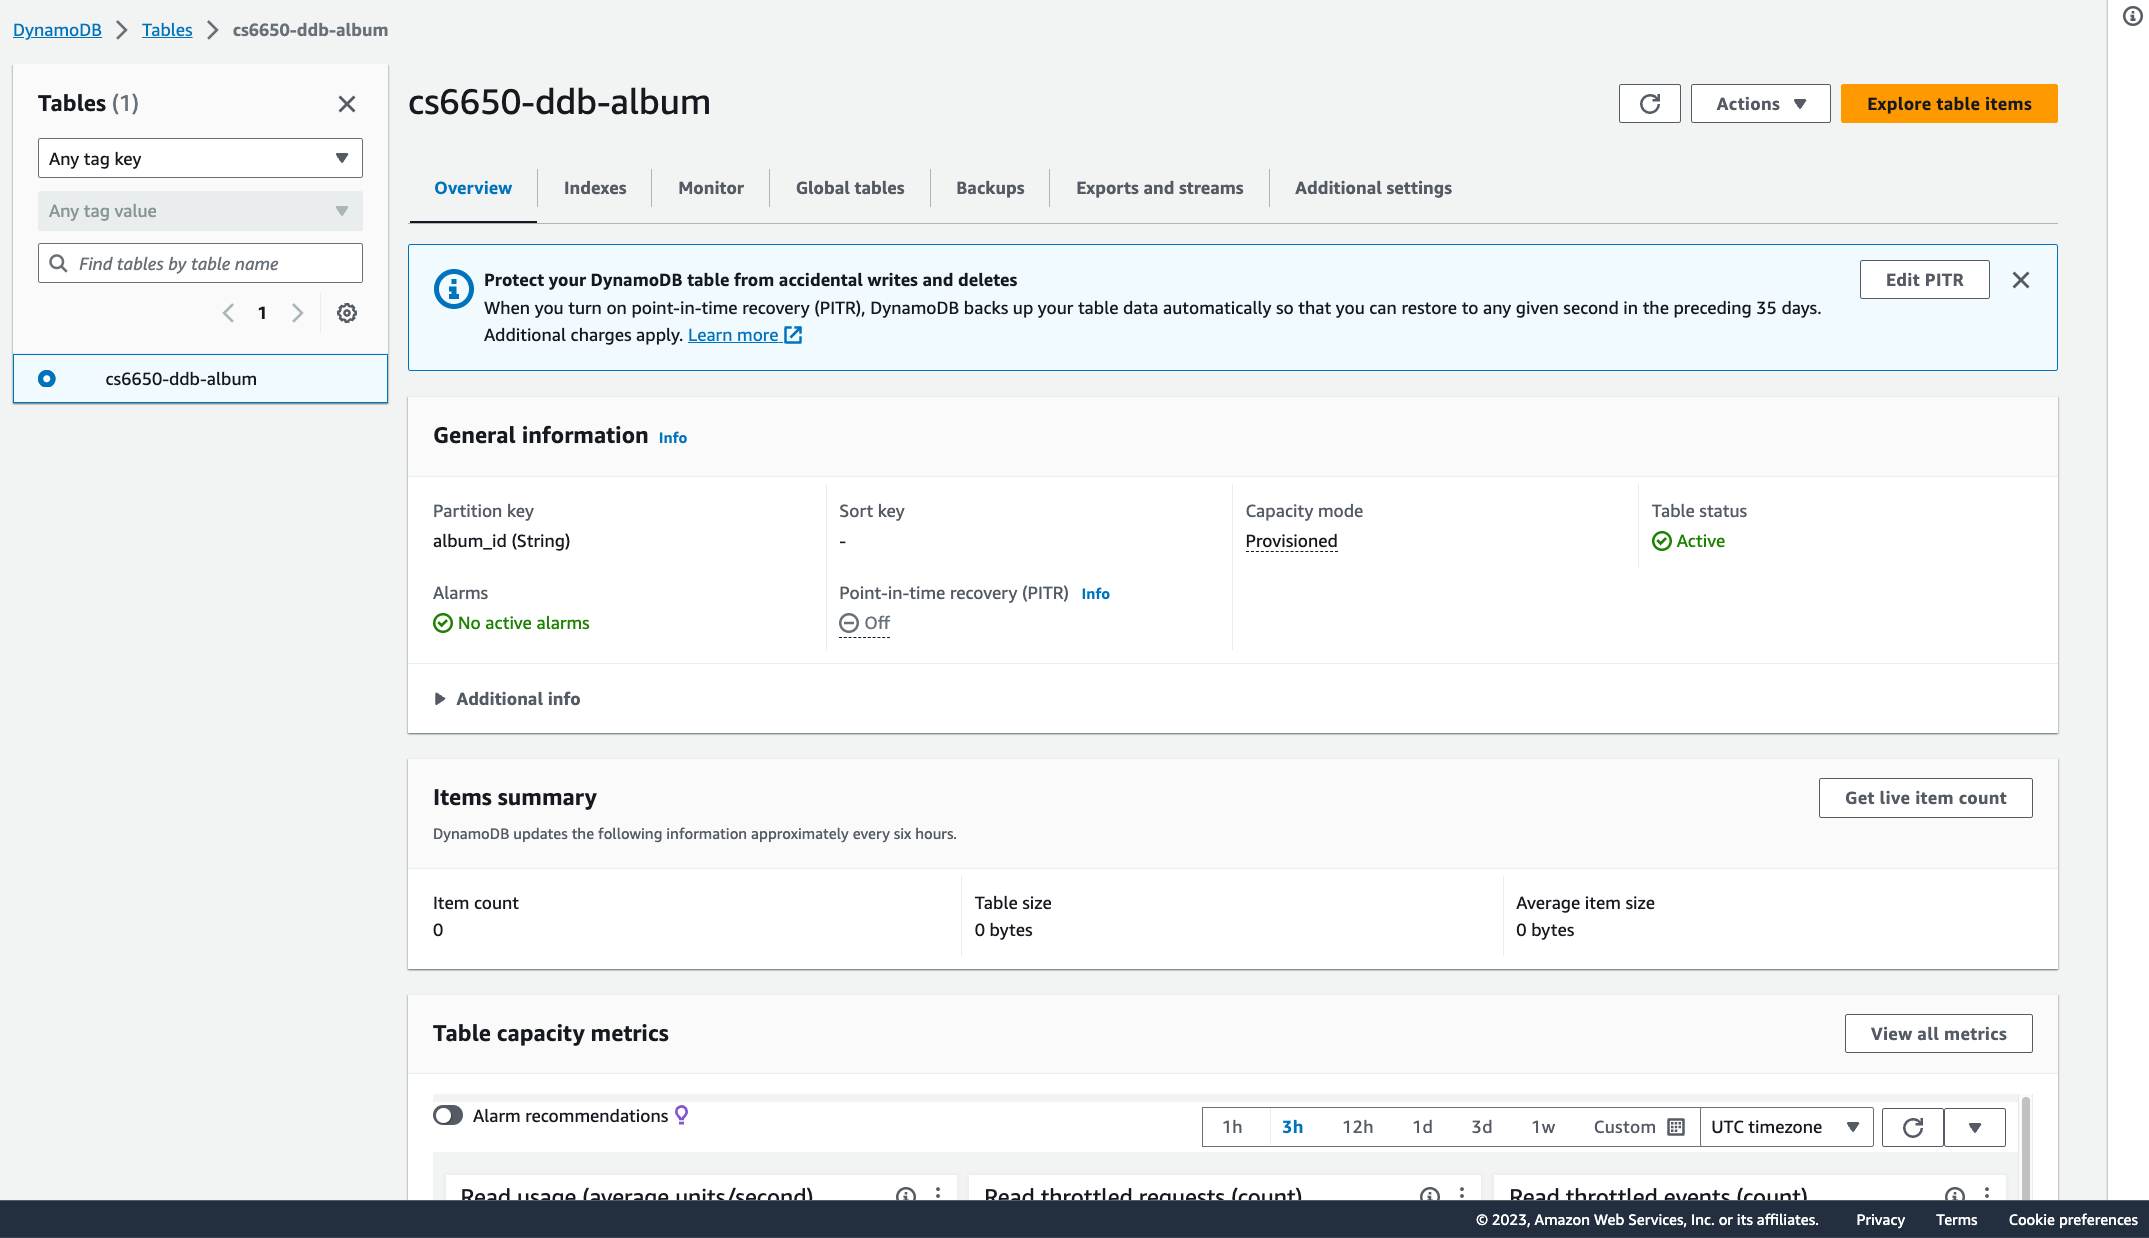 DynamoDB > Tables > cs6650-ddb-album
Tables (1)
Any tag key
Any tag value
Find tables by table name
1
cs6650-ddb-album
cs6650-ddb-album
Actions
Explore table items
Overview
Indexes
Monitor
Global tables
Backups
Exports and streams
Additional settings
Protect your DynamoDB table from accidental writes and deletes
When you turn on point-in-time recovery (PITR), DynamoDB backs up your table data automatically so that you can restore to any given second in the preceding 35 days.
Additional charges apply. Learn more
Edit PITR
General information Info
Partition key
album_id (String)
Sort key
-
Capacity mode
Provisioned
Table status
Active
Alarms
No active alarms
Point-in-time recovery (PITR) Info
Off
Additional info
Items summary
Get live item count
DynamoDB updates the following information approximately every six hours.
Item count
0
Table size
0 bytes
Average item size
0 bytes
Table capacity metrics
View all metrics
Alarm recommendations
1h 3h 12h 1d 3d 1w Custom
UTC timezone
Read usage (average units/second)
Read throttled requests (count)
Read throttled events (count)
© 2023, Amazon Web Services, Inc. or its affiliates. Privacy Terms Cookie preferences